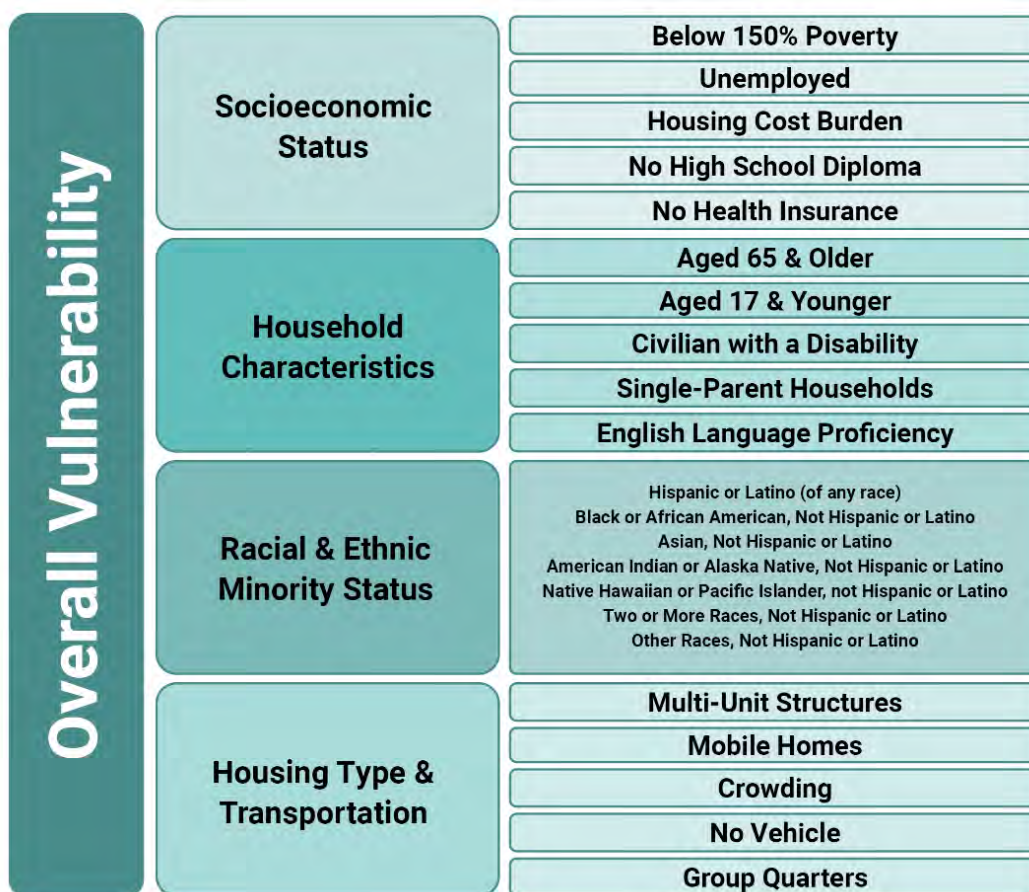 Overall Vulnerability
Socioeconomic
Status
Below 150% Poverty
Unemployed
Housing Cost Burden
No High School Diploma
No Health Insurance
Household
Characteristics
Aged 65 & Older
Aged 17 & Younger
Civilian with a Disability
Single-Parent Households
English Language Proficiency
Racial & Ethnic
Minority Status
Hispanic or Latino (of any race)
Black or African American, Not Hispanic or Latino
Asian, Not Hispanic or Latino
American Indian or Alaska Native, Not Hispanic or Latino
Native Hawaiian or Pacific Islander, not Hispanic or Latino
Two or More Races, Not Hispanic or Latino
Other Races, Not Hispanic or Latino
Housing Type &
Transportation
Multi-Unit Structures
Mobile Homes
Crowding
No Vehicle
Group Quarters